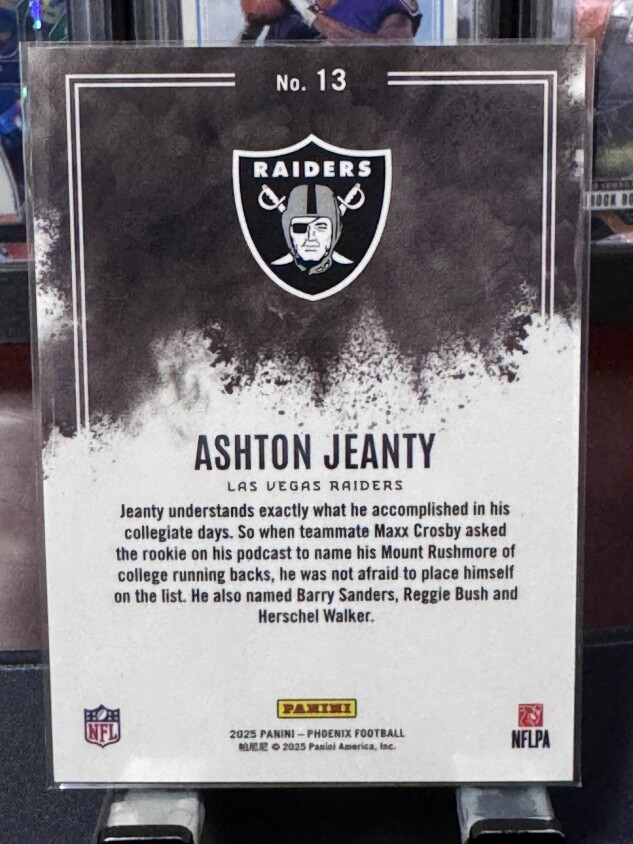 No. 13
RAIDERS
ASHTON JEANTY
LAS VEGAS RAIDERS
Jeanty understands exactly what he accomplished in his
collegiate days. So when teammate Maxx Crosby asked
the rookie on his podcast to name his Mount Rushmore of
college running backs, he was not afraid to place himself
on the list. He also named Barry Sanders, Reggie Bush and
Herschel Walker.
PANINI
NFL
2025 PANINI – PHOENIX FOOTBALL
帕尼尼 © 2025 Panini America, Inc.
NFLPA